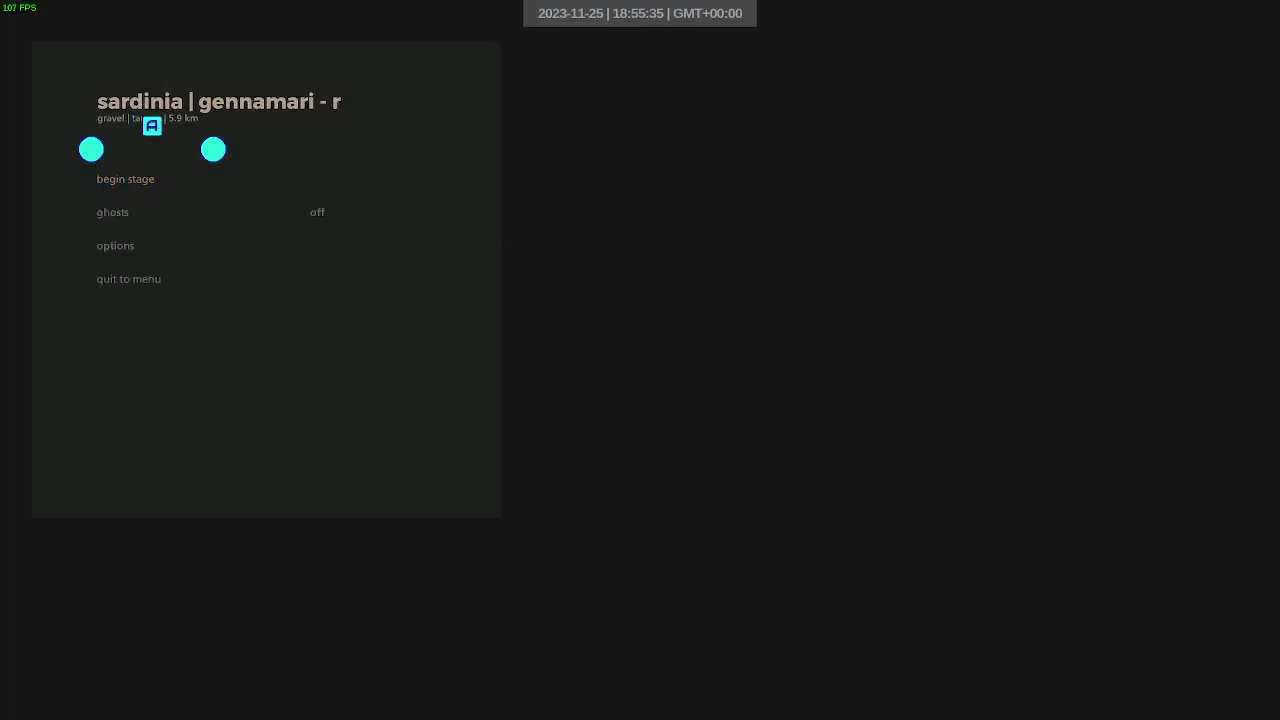 107 FPS
2023-11-25 | 18:55:35 | GMT+00:00
sardinia | gennamari - r
gravel | | 5.9 km
A
begin stage
ghosts off
options
quit to menu